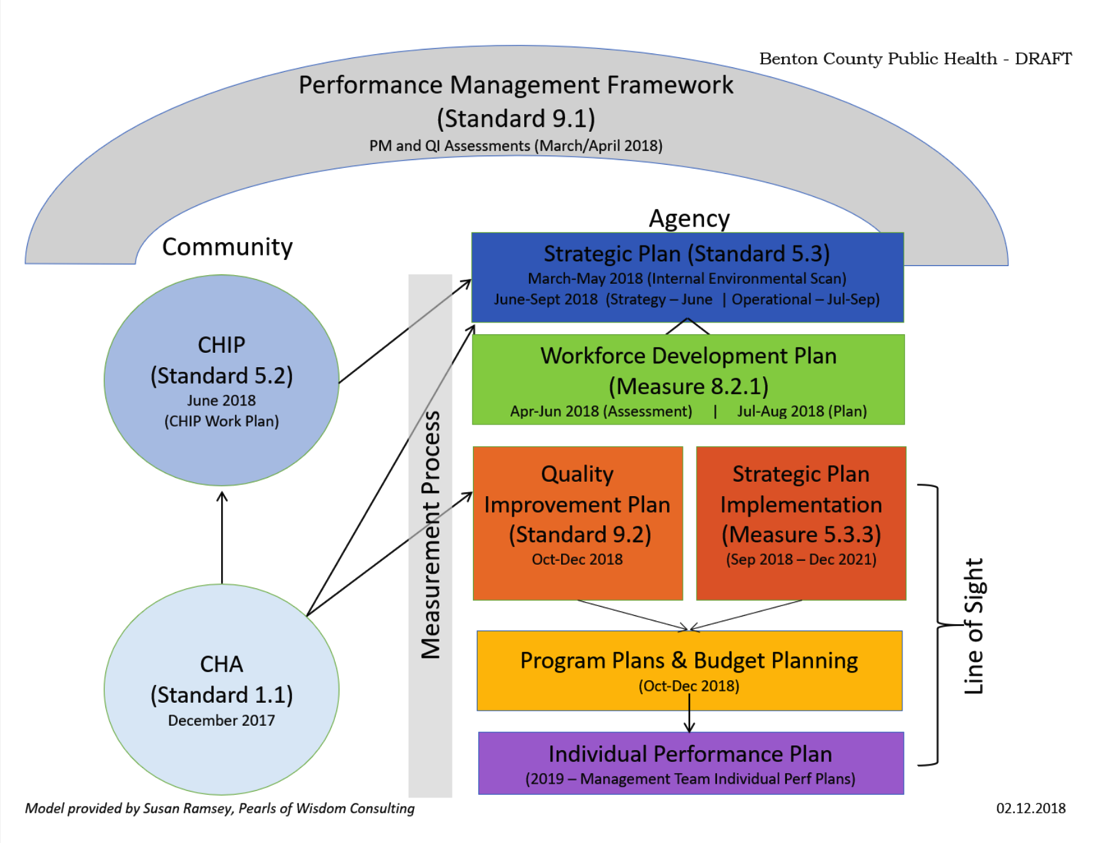 Benton County Public Health - DRAFT
Performance Management Framework
(Standard 9.1)
PM and QI Assessments (March/April 2018)
Community
Agency
CHIP
(Standard 5.2)
June 2018
(CHIP Work Plan)
CHA
(Standard 1.1)
December 2017
Measurement Process
Strategic Plan (Standard 5.3)
March-May 2018 (Internal Environmental Scan)
June-Sept 2018 (Strategy – June | Operational – Jul-Sep)
Workforce Development Plan
(Measure 8.2.1)
Apr-Jun 2018 (Assessment) | Jul-Aug 2018 (Plan)
Quality
Improvement Plan
(Standard 9.2)
Oct-Dec 2018
Strategic Plan
Implementation
(Measure 5.3.3)
(Sep 2018 – Dec 2021)
Program Plans & Budget Planning
(Oct-Dec 2018)
Individual Performance Plan
(2019 – Management Team Individual Perf Plans)
Line of Sight
Model provided by Susan Ramsey, Pearls of Wisdom Consulting
02.12.2018